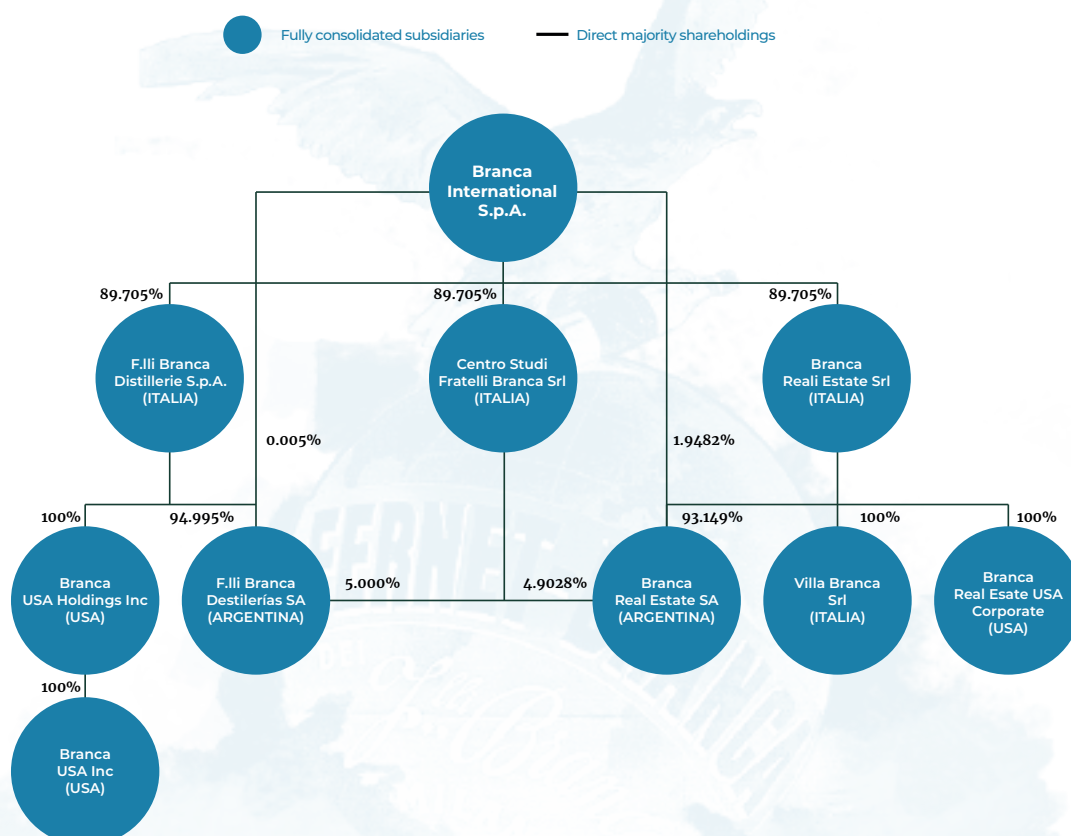 Fully consolidated subsidiaries
Direct majority shareholdings
Branca
International
S.p.A.
89.705%
89.705%
89.705%
F.lli Branca
Distillerie S.p.A.
(ITALIA)
Centro Studi
Fratelli Branca Srl
(ITALIA)
Branca
Reali Estate Srl
(ITALIA)
0.005%
1.9482%
100%
94.995%
93.149%
100%
100%
Branca
USA Holdings Inc
(USA)
F.lli Branca
Destilerías SA
(ARGENTINA)
5.000%
4.9028%
Branca
Real Estate SA
(ARGENTINA)
Villa Branca
Srl
(ITALIA)
Branca
Real Esate USA
Corporate
(USA)
100%
Branca
USA Inc
(USA)
FERNET
BRANCA
DEI